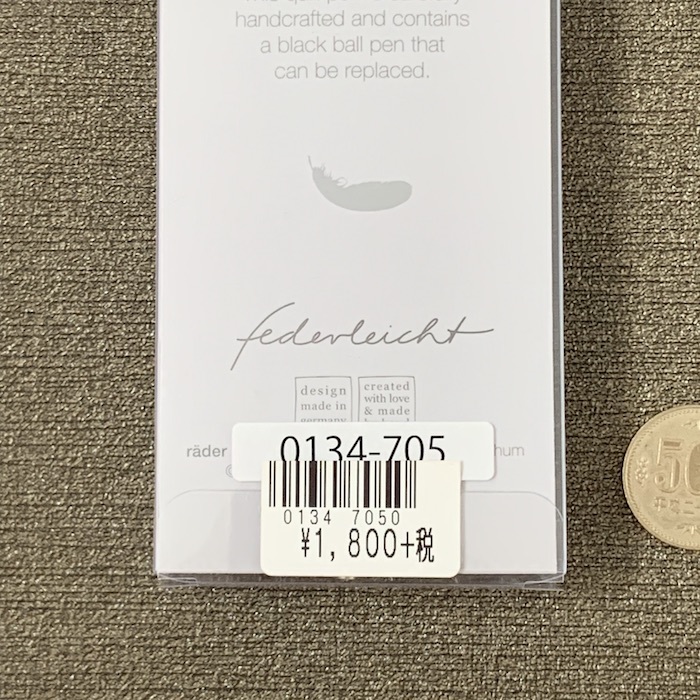 handcrafted and contains
a black ball pen that
can be replaced.
federleicht
design
made in
germany
created
with love
& made
räder
0134-705
hum
©
0134 7050
¥1,800+税
50